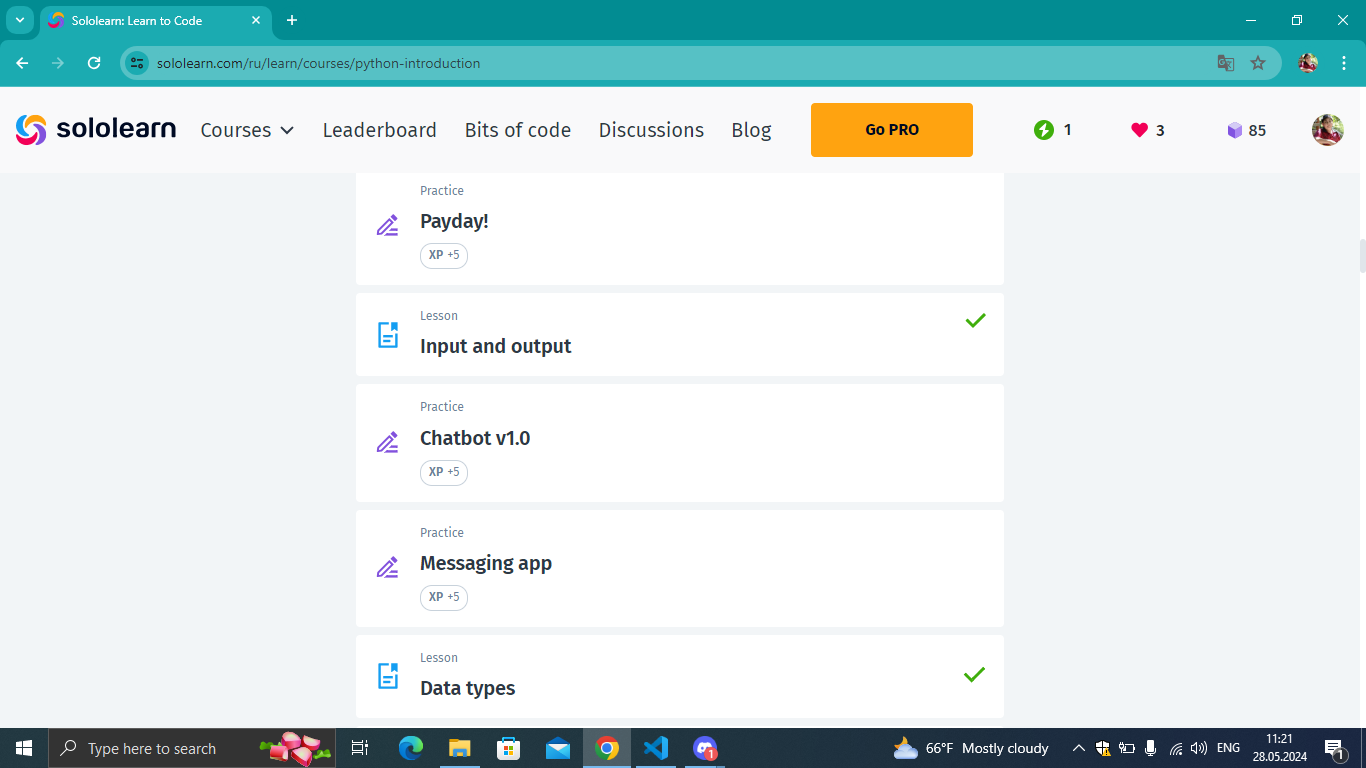 Sololearn: Learn to Code
sololearn.com/ru/learn/courses/python-introduction
sololearn
Courses
Leaderboard
Bits of code
Discussions
Blog
Go PRO
1
3
85
Practice
Payday!
XP +5
Lesson
Input and output
Practice
Chatbot v1.0
XP +5
Practice
Messaging app
XP +5
Lesson
Data types
Type here to search
1
66°F Mostly cloudy
ENG
11:21
28.05.2024
1